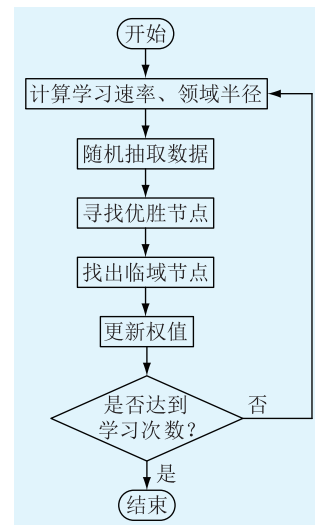 开始
计算学习速率、领域半径
随机抽取数据
寻找优胜节点
找出临域节点
更新权值
是否达到
学习次数?
否
是
结束